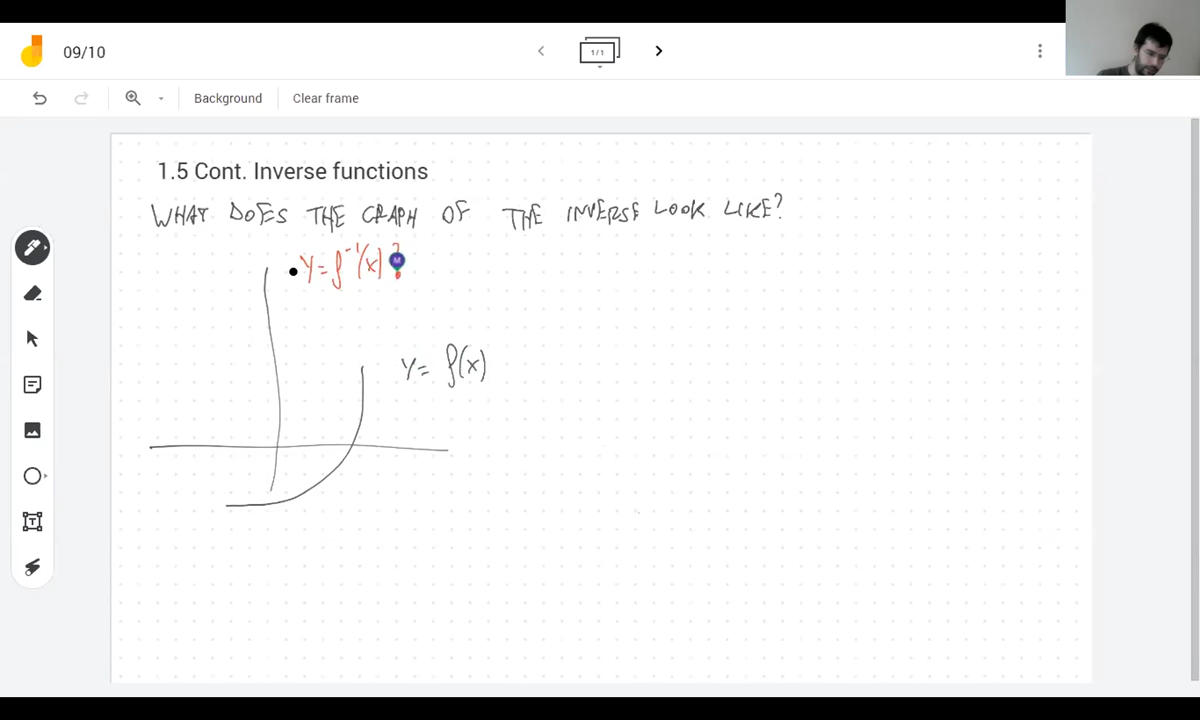 09/10
1/1
Background
Clear frame
1.5 Cont. Inverse functions
WHAT DOES THE GRAPH OF THE INVERSE LOOK LIKE?
Y=f⁻¹(x)?
M
Y= f(x)
T